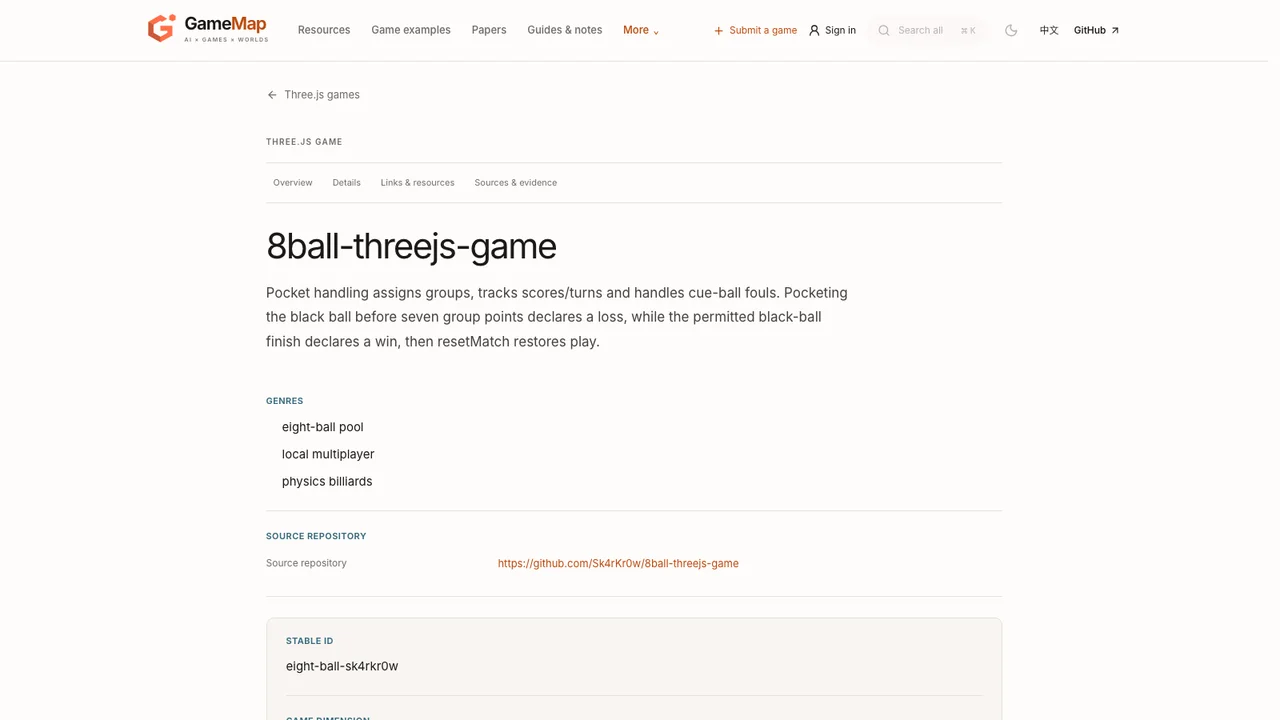 GameMap
AI × GAMES × WORLDS
Resources
Game examples
Papers
Guides & notes
More
Submit a game
Sign in
Search all
⌘ K
中文
GitHub
Three.js games
THREE.JS GAME
Overview
Details
Links & resources
Sources & evidence
8ball-threejs-game
Pocket handling assigns groups, tracks scores/turns and handles cue-ball fouls. Pocketing
the black ball before seven group points declares a loss, while the permitted black-ball
finish declares a win, then resetMatch restores play.
GENRES
eight-ball pool
local multiplayer
physics billiards
SOURCE REPOSITORY
Source repository
https://github.com/Sk4rKr0w/8ball-threejs-game
STABLE ID
eight-ball-sk4rkr0w
GAME DIMENSION